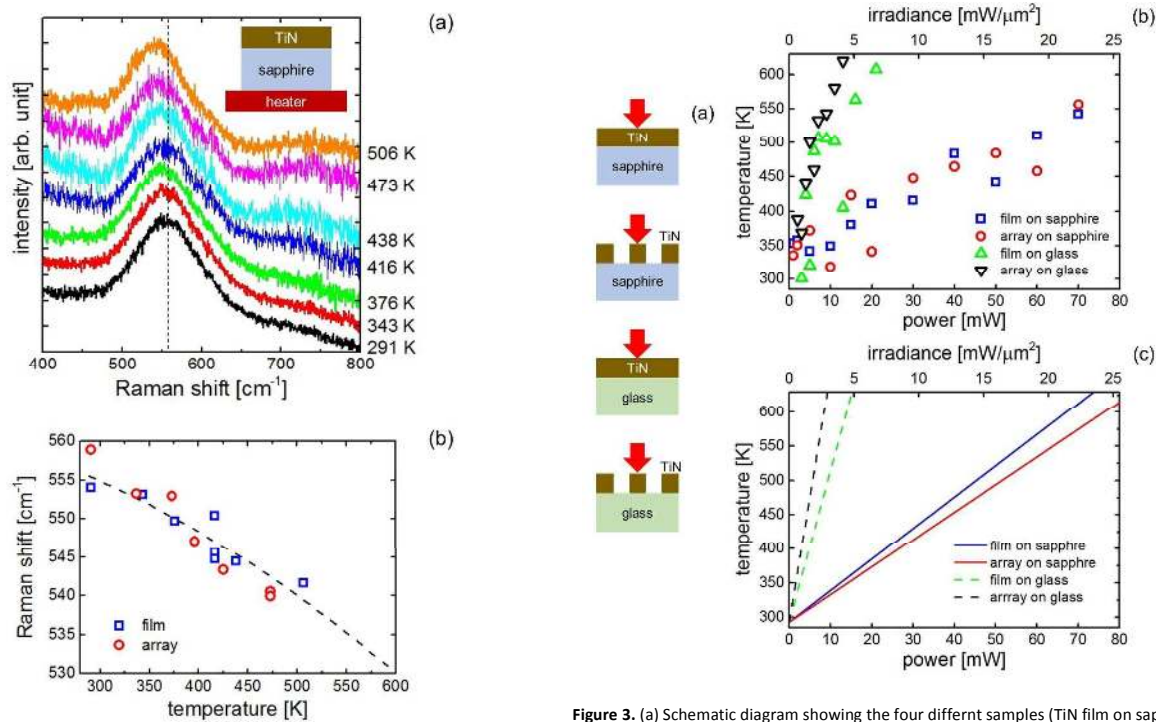 (a)
TiN
sapphire
heater
506 K
473 K
438 K
416 K
376 K
343 K
291 K
intensity [arb. unit]
400 500 600 700 800
Raman shift [cm⁻¹]
(b)
560
555
550
545
540
535
530
Raman shift [cm⁻¹]
film
array
300 350 400 450 500 550 600
temperature [K]
(a)
TiN
sapphire
TiN
sapphire
TiN
glass
TiN
glass
irradiance [mW/μm²]
(b)
0 5 10 15 20 25
600
550
500
450
400
350
300
temperature [K]
film on sapphire
array on sapphire
film on glass
array on glass
0 10 20 30 40 50 60 70 80
power [mW]
irradiance [mW/μm²]
(c)
0 5 10 15 20 25
600
550
500
450
400
350
300
temperature [K]
film on sapphre
array on sapphire
film on glass
arrray on glass
0 10 20 30 40 50 60 70 80
power [mW]
Figure 3. (a) Schematic diagram showing the four differnt samples (TiN film on sap